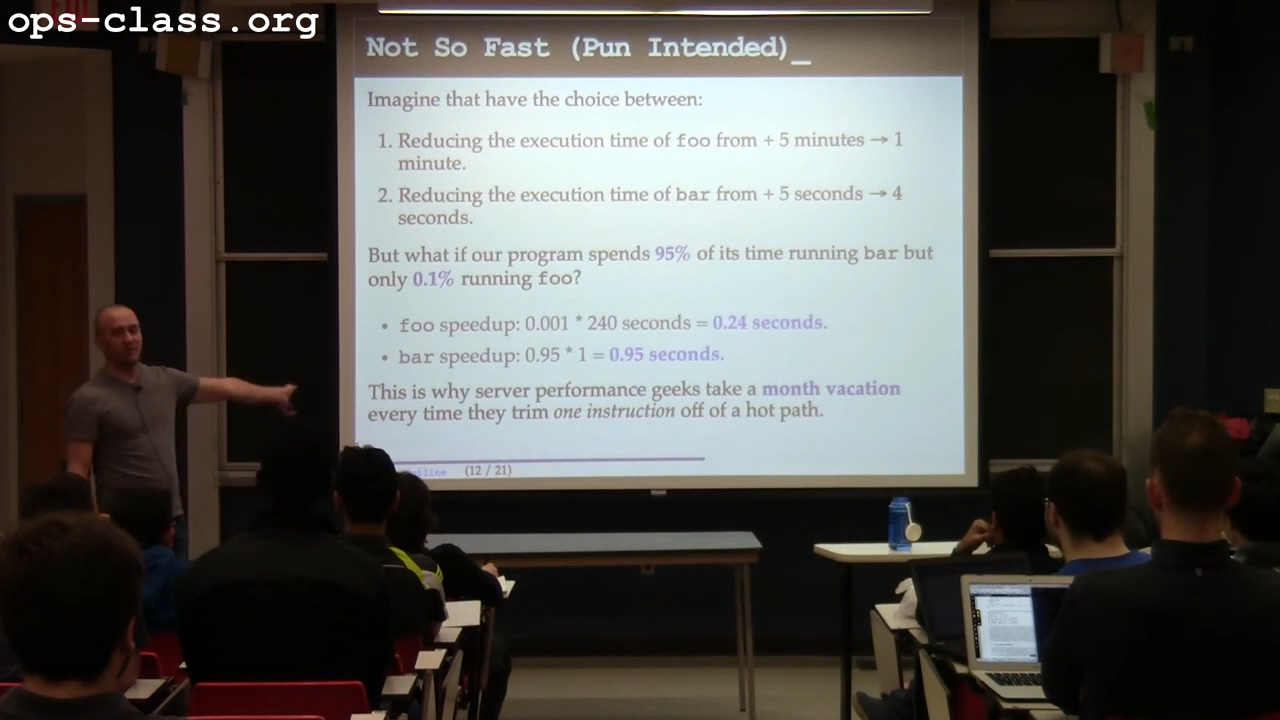 ops-class.org
Not So Fast (Pun Intended)_
Imagine that have the choice between:
1. Reducing the execution time of foo from + 5 minutes → 1
minute.
2. Reducing the execution time of bar from + 5 seconds → 4
seconds.
But what if our program spends 95% of its time running bar but
only 0.1% running foo?
• foo speedup: 0.001 * 240 seconds = 0.24 seconds.
• bar speedup: 0.95 * 1 = 0.95 seconds.
This is why server performance geeks take a month vacation
every time they trim one instruction off of a hot path.
(12 / 21)